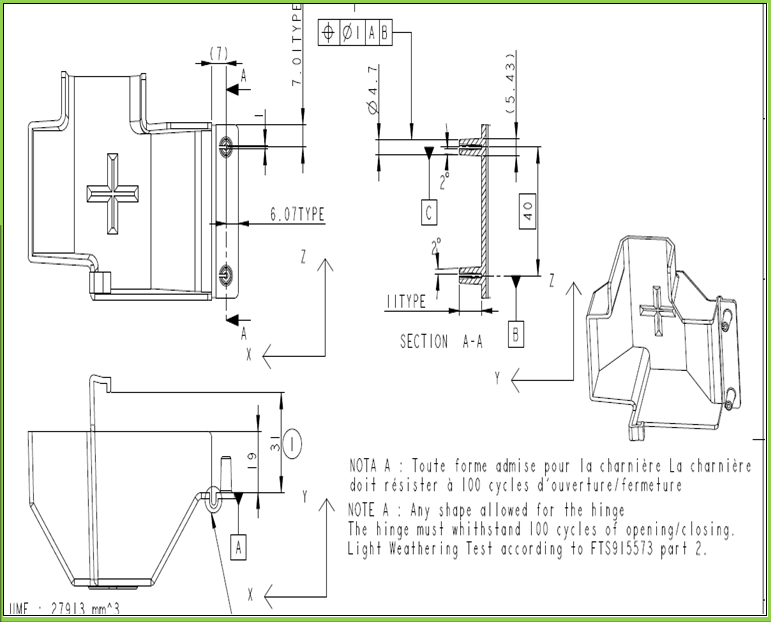 ⌖ Ø1 A B
(7)
A
7.01TYPE
1
6.07TYPE
Z
A
X
Ø4.7
(5.43)
2°
C
40
2°
11TYPE
B
SECTION A-A
Z
Y
31
1
19
Y
A
X
NOTA A : Toute forme admise pour la charnière La charnière
doit résister à 100 cycles d'ouverture/fermeture
NOTE A : Any shape allowed for the hinge
The hinge must whithstand 100 cycles of opening/closing.
Light Weathering Test according to FTS915573 part 2.
: 27913 mm^3